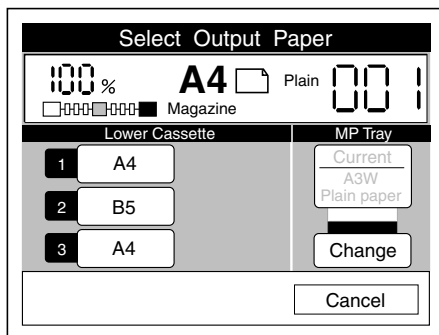 Select Output Paper
100 % A4 Plain 001
Magazine
Lower Cassette
1 A4
2 B5
3 A4
MP Tray
Current
A3W
Plain paper
Change
Cancel